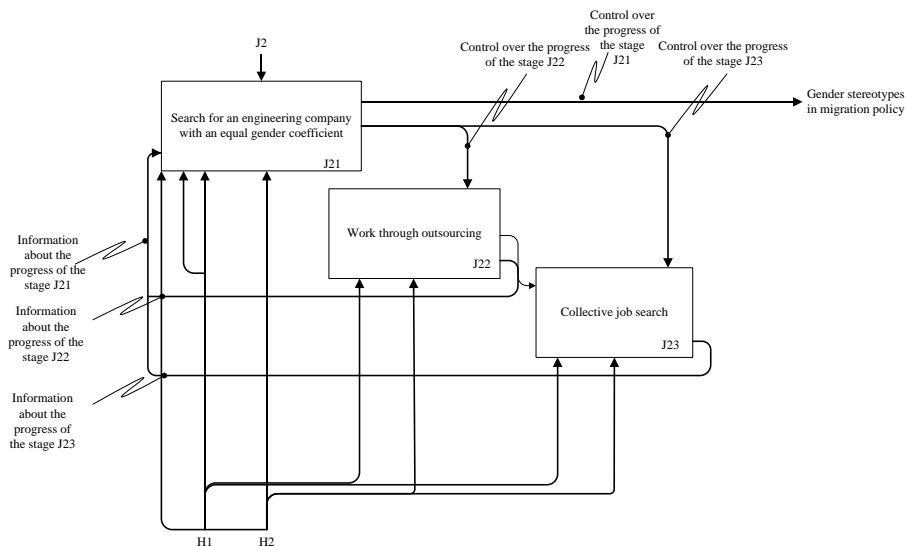 Control over
the progress of
the stage
J21
J2
Control over the progress
of the stage J22
Control over the progress
of the stage J23
Gender stereotypes
in migration policy
Search for an engineering company
with an equal gender coefficient
J21
Work through outsourcing
J22
Information
about the
progress of the
stage J21
Collective job search
J23
Information
about the
progress of the
stage J22
Information
about the
progress of
the stage J23
H1
H2